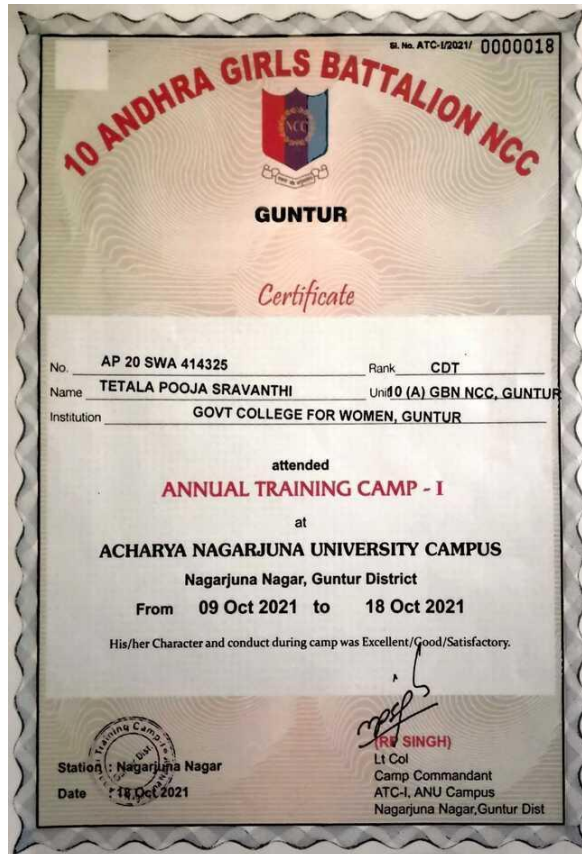 Sl. No. ATC-I/2021/ 0000018
10 ANDHRA GIRLS BATTALION NCC
NCC
GUNTUR
Certificate
No. AP 20 SWA 414325 Rank CDT
Name TETALA POOJA SRAVANTHI Unit 10 (A) GBN NCC, GUNTUR
Institution GOVT COLLEGE FOR WOMEN, GUNTUR
attended
ANNUAL TRAINING CAMP - I
at
ACHARYA NAGARJUNA UNIVERSITY CAMPUS
Nagarjuna Nagar, Guntur District
From 09 Oct 2021 to 18 Oct 2021
His/her Character and conduct during camp was Excellent/Good/Satisfactory.
(RP SINGH)
Lt Col
Camp Commandant
ATC-I, ANU Campus
Nagarjuna Nagar,Guntur Dist
Station : Nagarjuna Nagar
Date : 18 Oct 2021